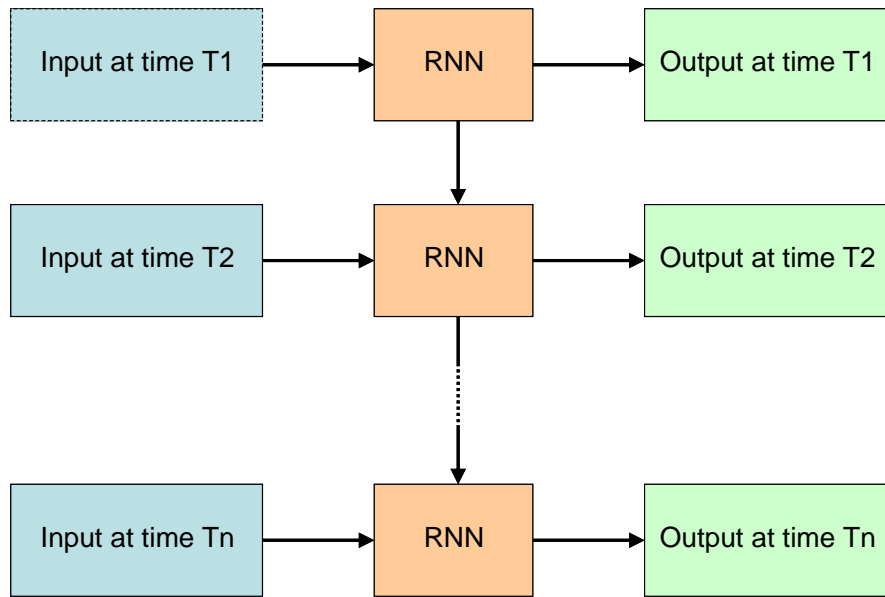 Input at time T1
RNN
Output at time T1
Input at time T2
RNN
Output at time T2
Input at time Tn
RNN
Output at time Tn